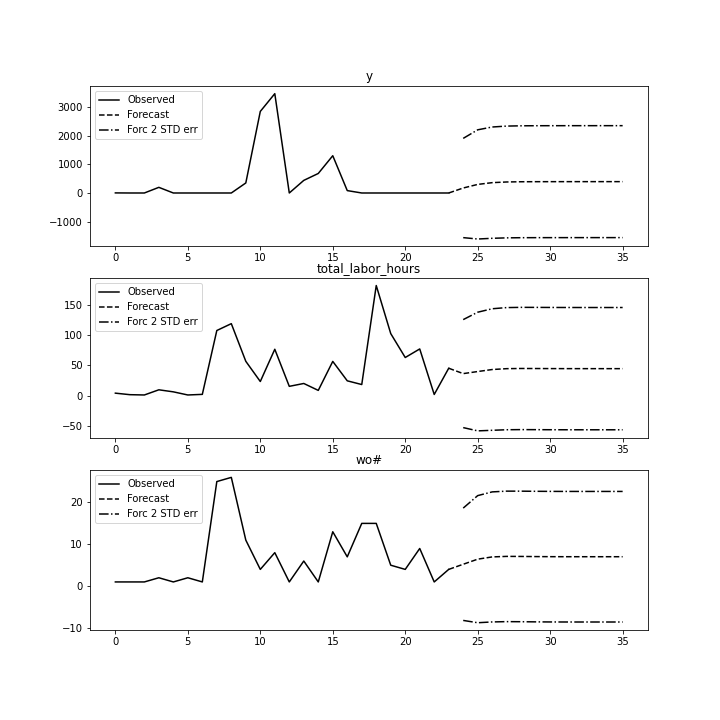 y
3000
2000
1000
0
−1000
Observed
Forecast
Forc 2 STD err
0 5 10 15 20 25 30 35
total_labor_hours
150
100
50
0
−50
Observed
Forecast
Forc 2 STD err
0 5 10 15 20 25 30 35
wo#
20
10
0
−10
Observed
Forecast
Forc 2 STD err
0 5 10 15 20 25 30 35